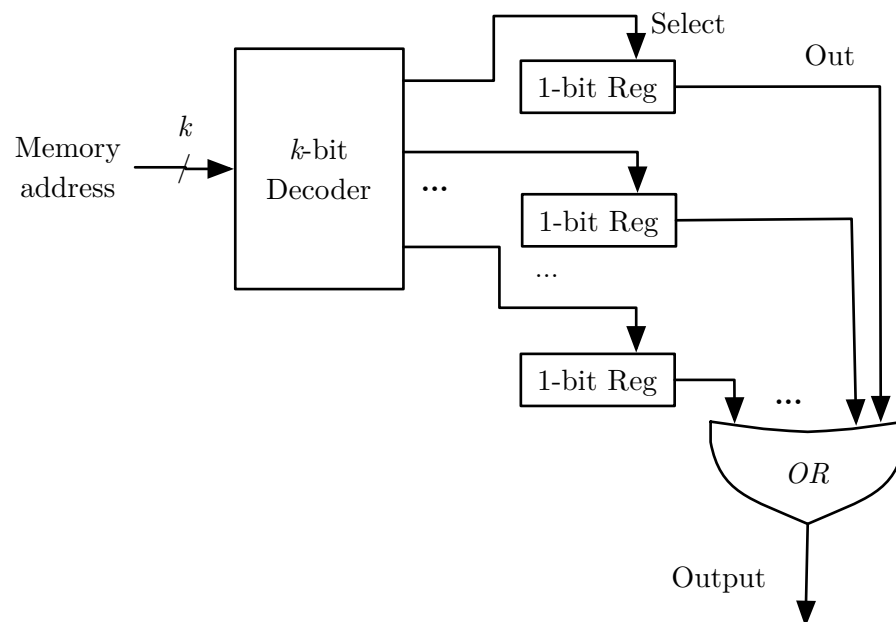 Select
Out
1-bit Reg
k
Memory
address
k-bit
Decoder
...
1-bit Reg
...
1-bit Reg
...
OR
Output